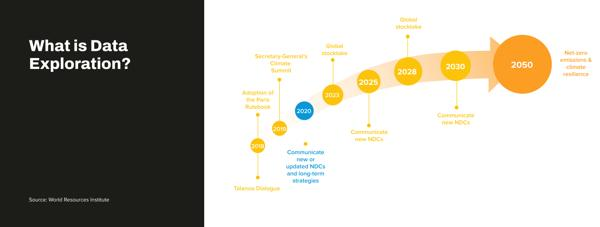 What is Data
Exploration?
Source: World Resources Institute
Adoption of
the Paris
Rulebook
2018
Talanoa Dialogue
Secretary-General's
Climate
Summit
2019
2020
Communicate
new or
updated NDCs
and long-term
strategies
Global
stocktake
2023
2025
Communicate
new NDCs
Global
stocktake
2028
2030
Communicate
new NDCs
2050
Net-zero
emissions &
climate
resilience